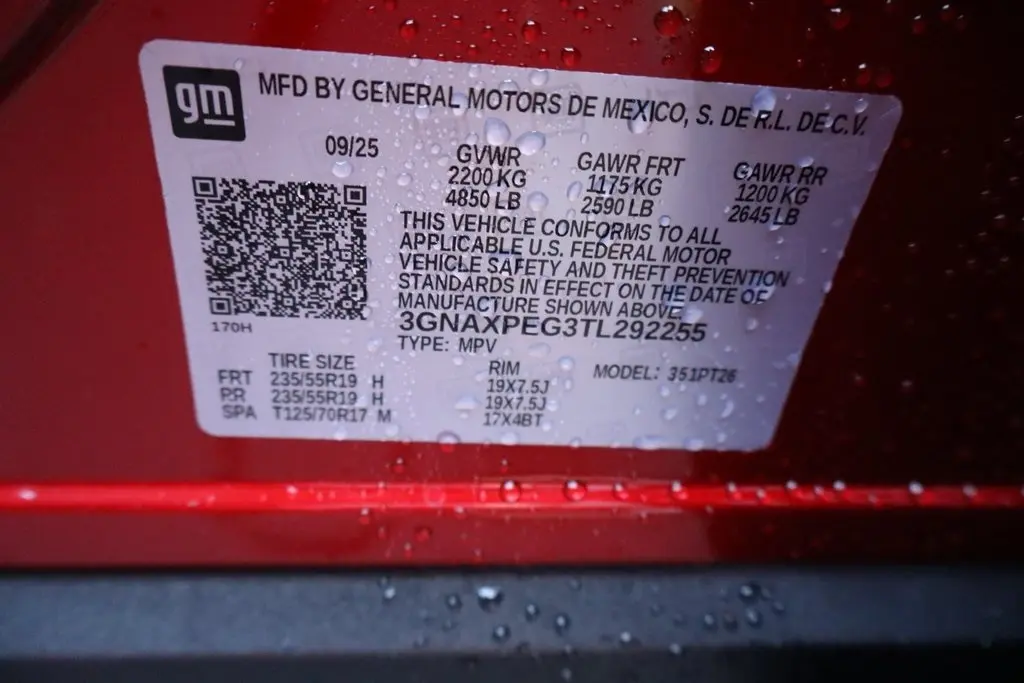 gm
MFD BY GENERAL MOTORS DE MEXICO, S. DE R.L. DE C.V.
09/25
GVWR
2200 KG
4850 LB
GAWR FRT
1175 KG
2590 LB
GAWR RR
1200 KG
2645 LB
THIS VEHICLE CONFORMS TO ALL
APPLICABLE U.S. FEDERAL MOTOR
VEHICLE SAFETY AND THEFT PREVENTION
STANDARDS IN EFFECT ON THE DATE OF
MANUFACTURE SHOWN ABOVE
3GNAXPEG3TL292255
TYPE: MPV
170H
TIRE SIZE RIM MODEL: 351PT26
FRT 235/55R19 H 19X7.5J
RR 235/55R19 H 19X7.5J
SPA T125/70R17 M 17X4BT